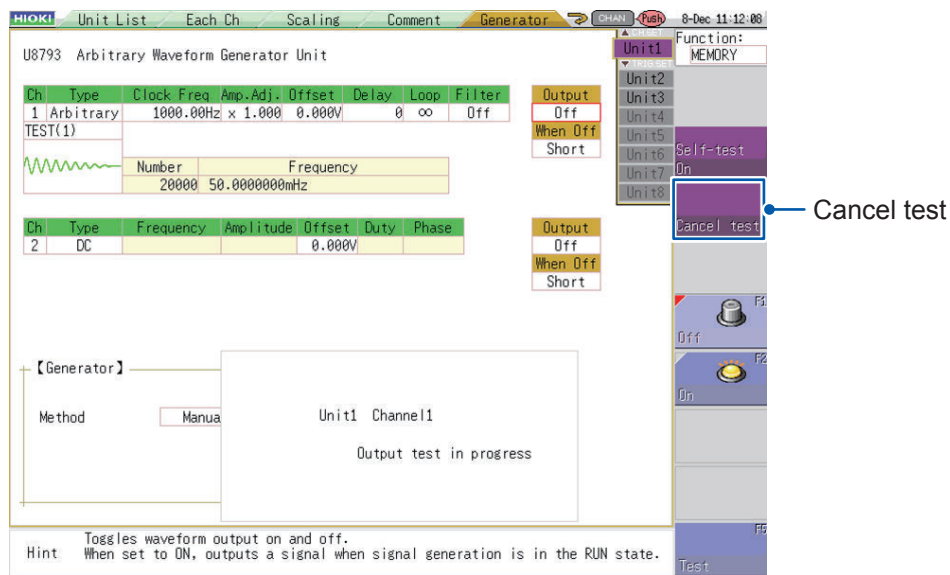 HIOKI Unit List Each Ch Scaling Comment Generator CHAN Push 8-Dec 11:12:08
U8793 Arbitrary Waveform Generator Unit
▲ CH.SET
Unit1
▼ TRIG.SET
Unit2
Unit3
Unit4
Unit5
Unit6
Unit7
Unit8
Function:
MEMORY
Ch Type Clock Freq Amp.Adj. Offset Delay Loop Filter
1 Arbitrary 1000.00Hz x 1.000 0.000V 0 ∞ Off
TEST(1)
Number Frequency
20000 50.0000000mHz
Output
Off
When Off
Short
Self-test
On
Cancel test
Cancel test
Ch Type Frequency Amplitude Offset Duty Phase
2 DC 0.000V
Output
Off
When Off
Short
F1
Off
F2
On
【Generator】
Method Manua
Unit1 Channel1
Output test in progress
Hint Toggles waveform output on and off.
When set to ON, outputs a signal when signal generation is in the RUN state.
F5
Test